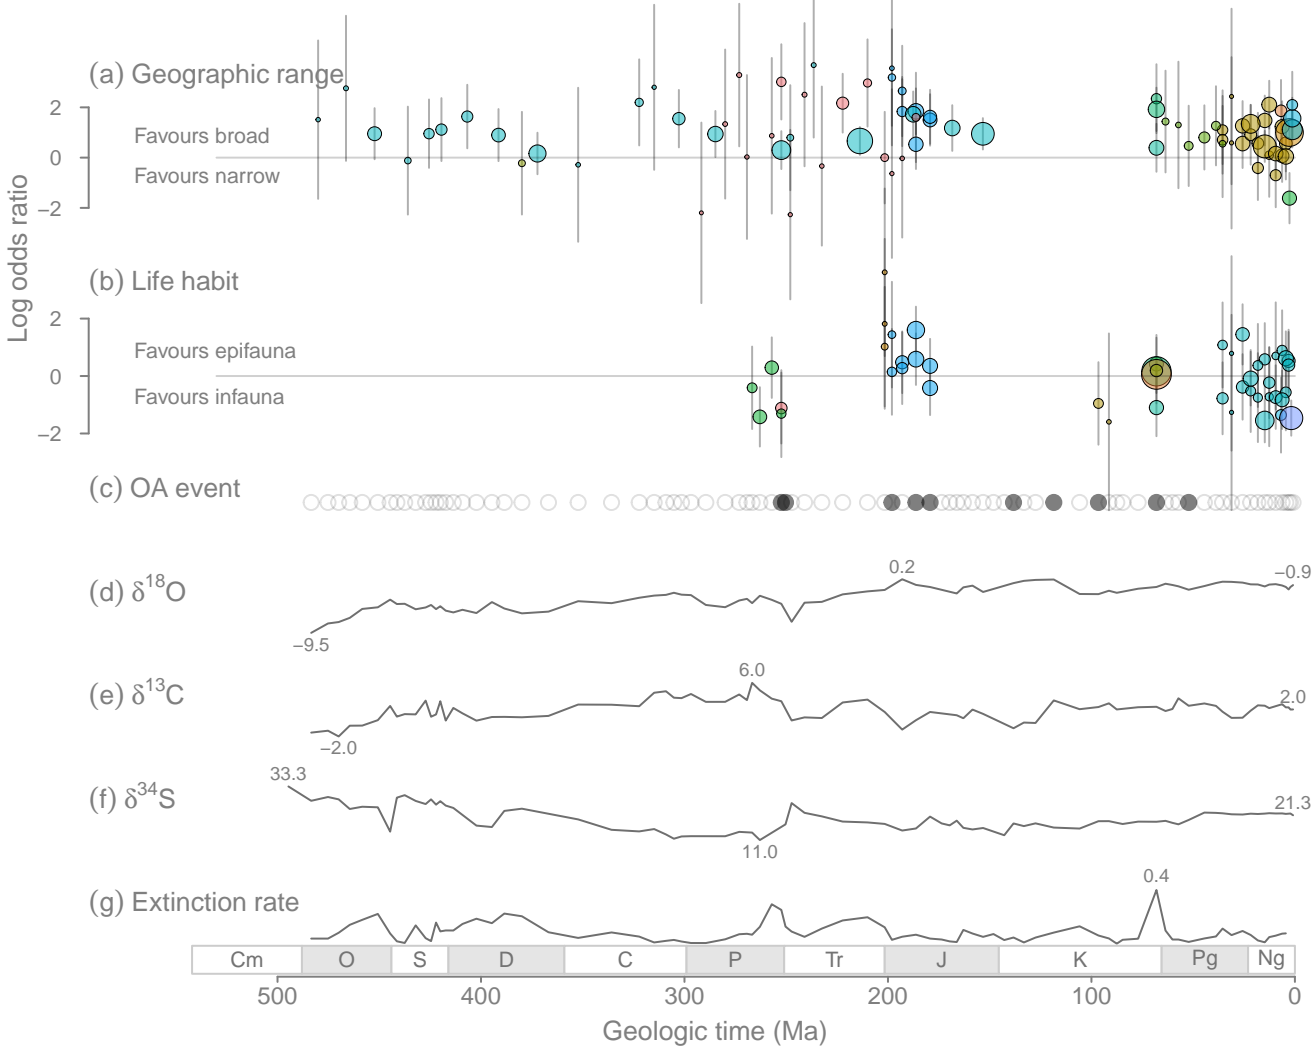 (a) Geographic range
2
Favours broad
0
Favours narrow
−2
Log odds ratio
(b) Life habit
2
Favours epifauna
0
Favours infauna
−2
(c) OA event
(d) δ18O
0.2
−0.9
−9.5
(e) δ13C
6.0
2.0
−2.0
33.3
(f) δ34S
21.3
11.0
(g) Extinction rate
0.4
Cm O S D C P Tr J K Pg Ng
500 400 300 200 100 0
Geologic time (Ma)